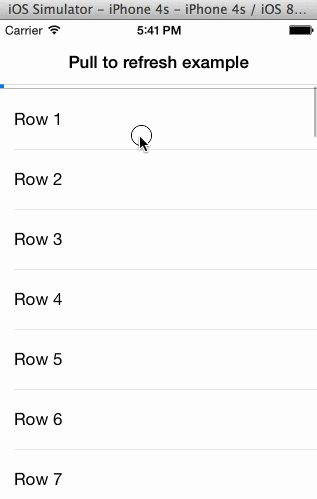 iOS Simulator – iPhone 4s – iPhone 4s / iOS 8...
Carrier 5:41 PM
Pull to refresh example
Row 1
Row 2
Row 3
Row 4
Row 5
Row 6
Row 7